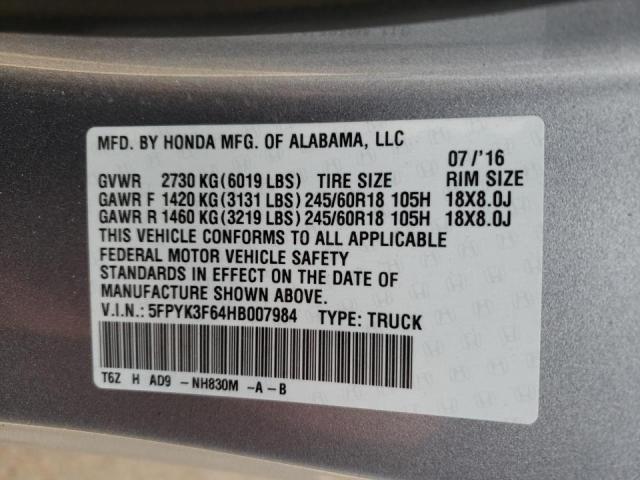 MFD. BY HONDA MFG. OF ALABAMA, LLC
07 /'16
GVWR 2730 KG (6019 LBS) TIRE SIZE RIM SIZE
GAWR F 1420 KG (3131 LBS) 245/60R18 105H 18X8.0J
GAWR R 1460 KG (3219 LBS) 245/60R18 105H 18X8.0J
THIS VEHICLE CONFORMS TO ALL APPLICABLE
FEDERAL MOTOR VEHICLE SAFETY
STANDARDS IN EFFECT ON THE DATE OF
MANUFACTURE SHOWN ABOVE.
V.I.N.: 5FPYK3F64HB007984 TYPE: TRUCK
T6Z H AD9 -NH830M -A -B